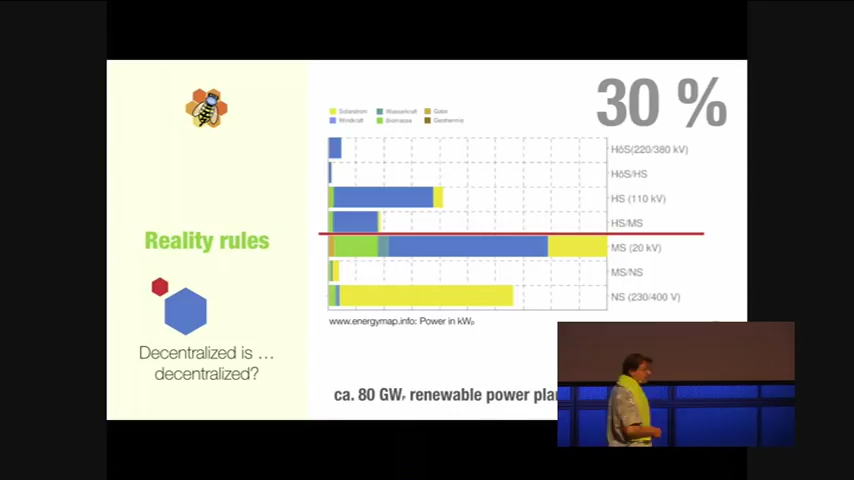 30 %
Solarstrom Wasserkraft Gase
Windkraft Biomasse Geothermie
HöS(220/380 kV)
HöS/HS
HS (110 kV)
HS/MS
MS (20 kV)
MS/NS
NS (230/400 V)
www.energymap.info: Power in kWₚ
Reality rules
Decentralized is …
decentralized?
ca. 80 GWₚ renewable power